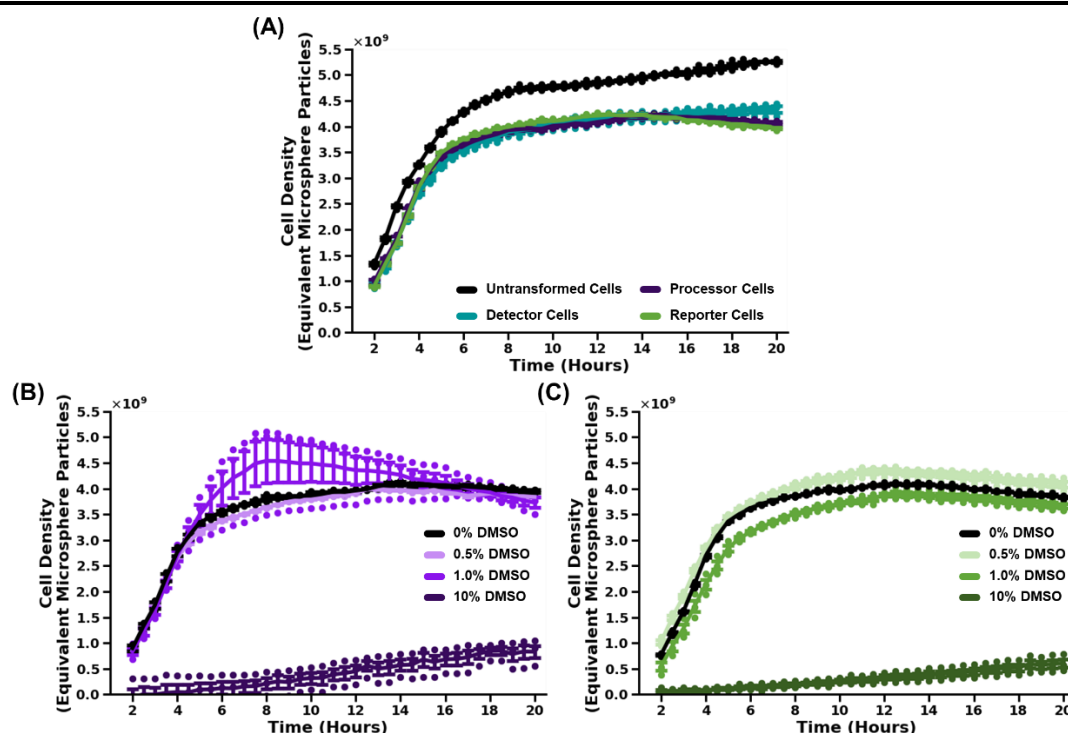 (A)
×10⁹
5.5
5.0
4.5
4.0
3.5
3.0
2.5
2.0
1.5
1.0
0.5
0.0
Cell Density
(Equivalent Microsphere Particles)
Untransformed Cells
Processor Cells
Detector Cells
Reporter Cells
2 4 6 8 10 12 14 16 18 20
Time (Hours)
(B)
×10⁹
5.5
5.0
4.5
4.0
3.5
3.0
2.5
2.0
1.5
1.0
0.5
0.0
Cell Density
(Equivalent Microsphere Particles)
0% DMSO
0.5% DMSO
1.0% DMSO
10% DMSO
2 4 6 8 10 12 14 16 18 20
Time (Hours)
(C)
×10⁹
5.5
5.0
4.5
4.0
3.5
3.0
2.5
2.0
1.5
1.0
0.5
0.0
Cell Density
(Equivalent Microsphere Particles)
0% DMSO
0.5% DMSO
1.0% DMSO
10% DMSO
2 4 6 8 10 12 14 16 18 20
Time (Hours)